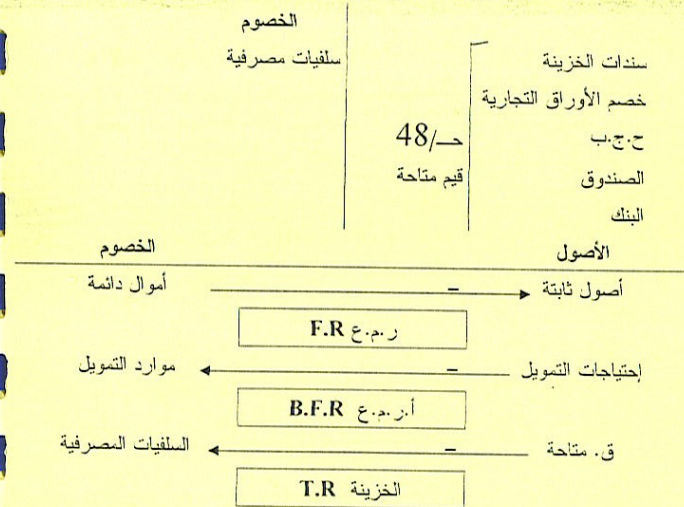 الخصوم
سندات الخزينة سلفيات مصرفية
خصم الأوراق التجارية
ح.ج.ب حـ/48
الصندوق قيم متاحة
البنك
الأصول الخصوم
أصول ثابتة – أموال دائمة
ر.م.ع F.R
إحتياجات التمويل – موارد التمويل
أ.ر.م.ع B.F.R
ق. متاحة – السلفيات المصرفية
الخزينة T.R